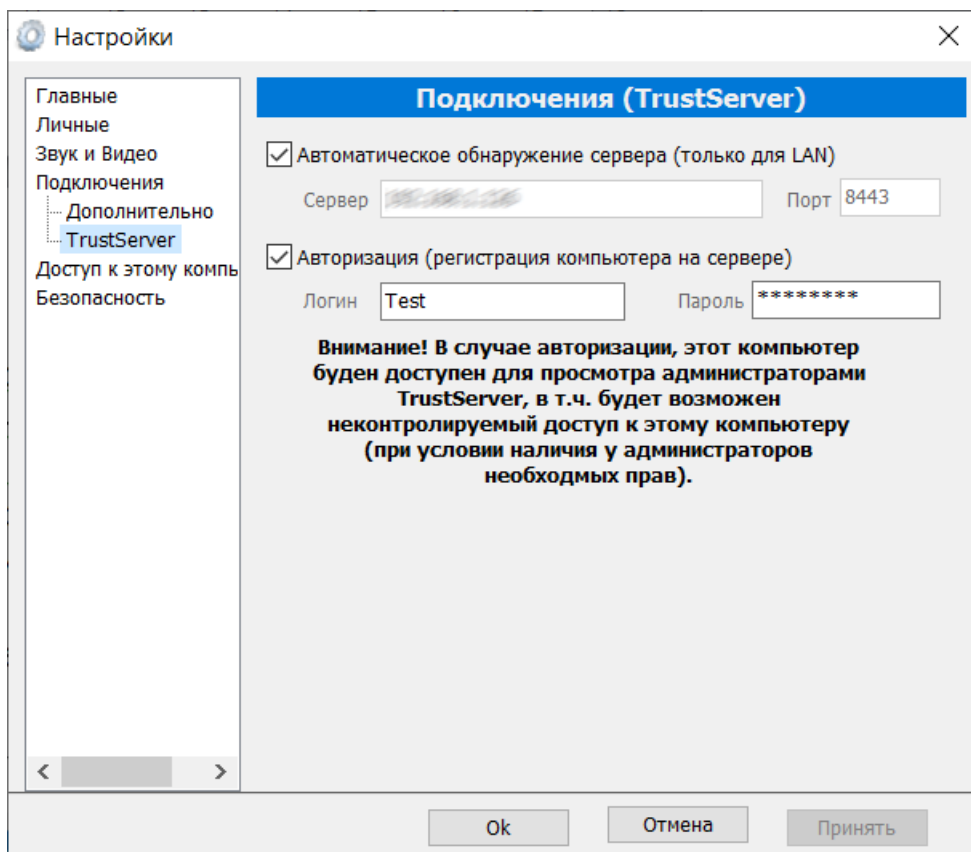 Настройки
Главные
Личные
Звук и Видео
Подключения
Дополнительно
TrustServer
Доступ к этому компь
Безопасность
Подключения (TrustServer)
Автоматическое обнаружение сервера (только для LAN)
Сервер Порт 8443
Авторизация (регистрация компьютера на сервере)
Логин Test Пароль ********
Внимание! В случае авторизации, этот компьютер
буден доступен для просмотра администраторами
TrustServer, в т.ч. будет возможен
неконтролируемый доступ к этому компьютеру
(при условии наличия у администраторов
необходмых прав).
Ok Отмена Принять